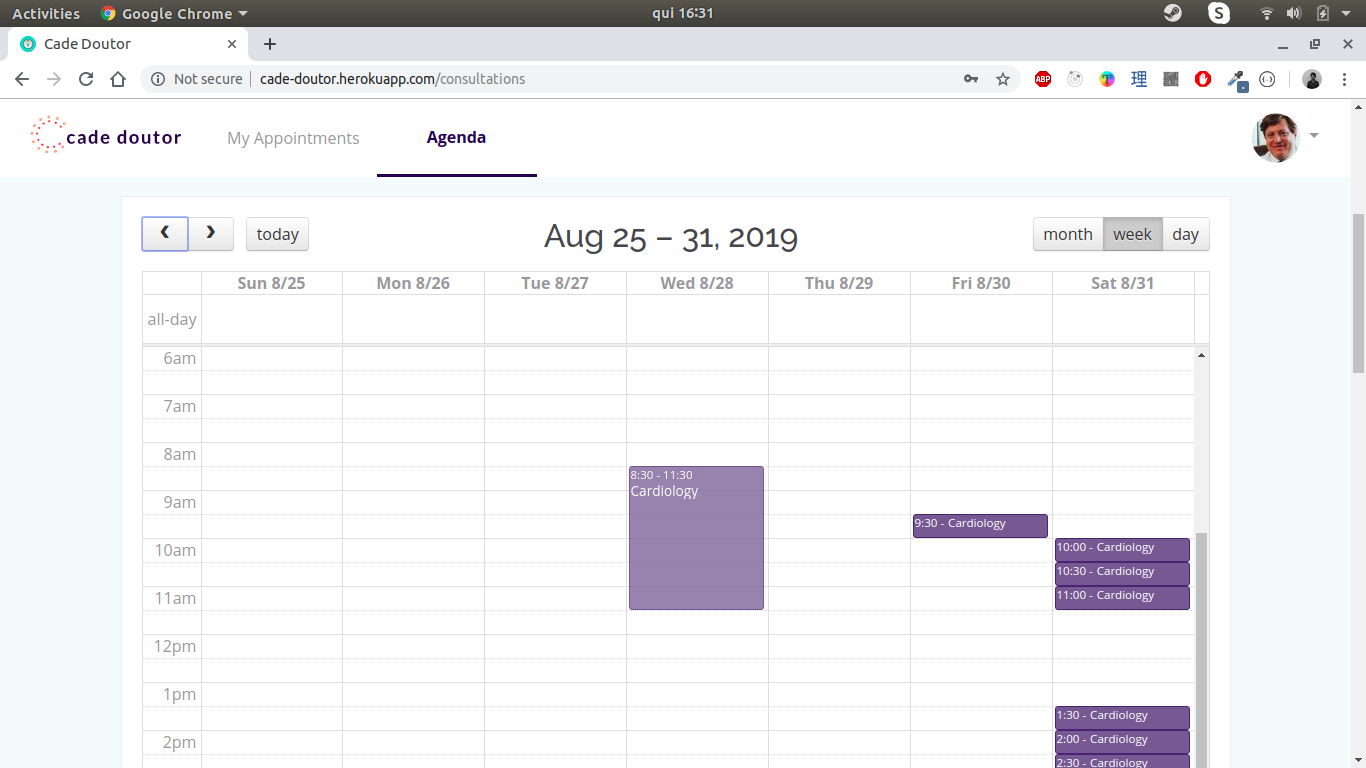 Activities Google Chrome qui 16:31
Cade Doutor
Not secure cade-doutor.herokuapp.com/consultations ABP T 理
cade doutor My Appointments Agenda
today Aug 25 – 31, 2019 month week day
Sun 8/25 Mon 8/26 Tue 8/27 Wed 8/28 Thu 8/29 Fri 8/30 Sat 8/31
all-day
6am
7am
8am
8:30 - 11:30
Cardiology
9am
9:30 - Cardiology
10am
10:00 - Cardiology
10:30 - Cardiology
11am
11:00 - Cardiology
12pm
1pm
1:30 - Cardiology
2pm
2:00 - Cardiology
2:30 - Cardiology